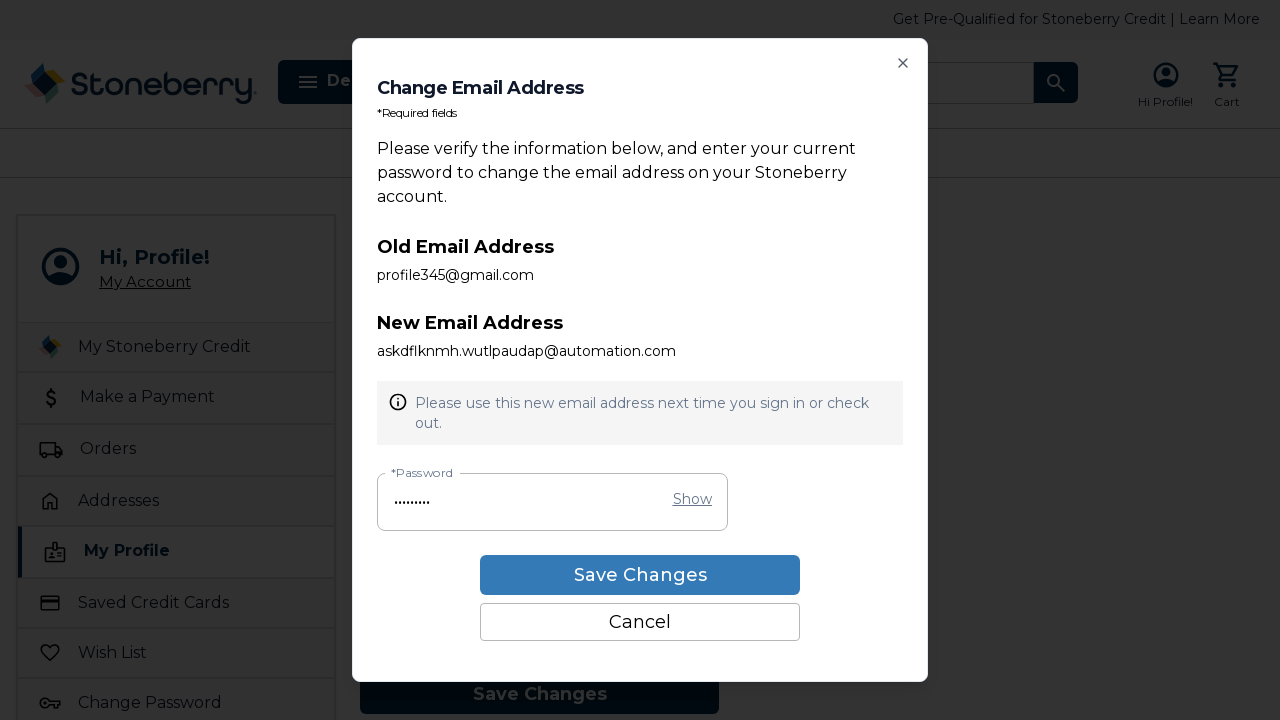 Get Pre-Qualified for Stoneberry Credit | Learn More
Stoneberry
De
Hi Profile!
Cart
Hi, Profile!
My Account
My Stoneberry Credit
Make a Payment
Orders
Addresses
My Profile
Saved Credit Cards
Wish List
Change Password
Change Email Address
*Required fields
Please verify the information below, and enter your current
password to change the email address on your Stoneberry
account.
Old Email Address
profile345@gmail.com
New Email Address
askdflknmh.wutlpaudap@automation.com
Please use this new email address next time you sign in or check
out.
*Password
•••••••••
Show
Save Changes
Cancel
Save Changes